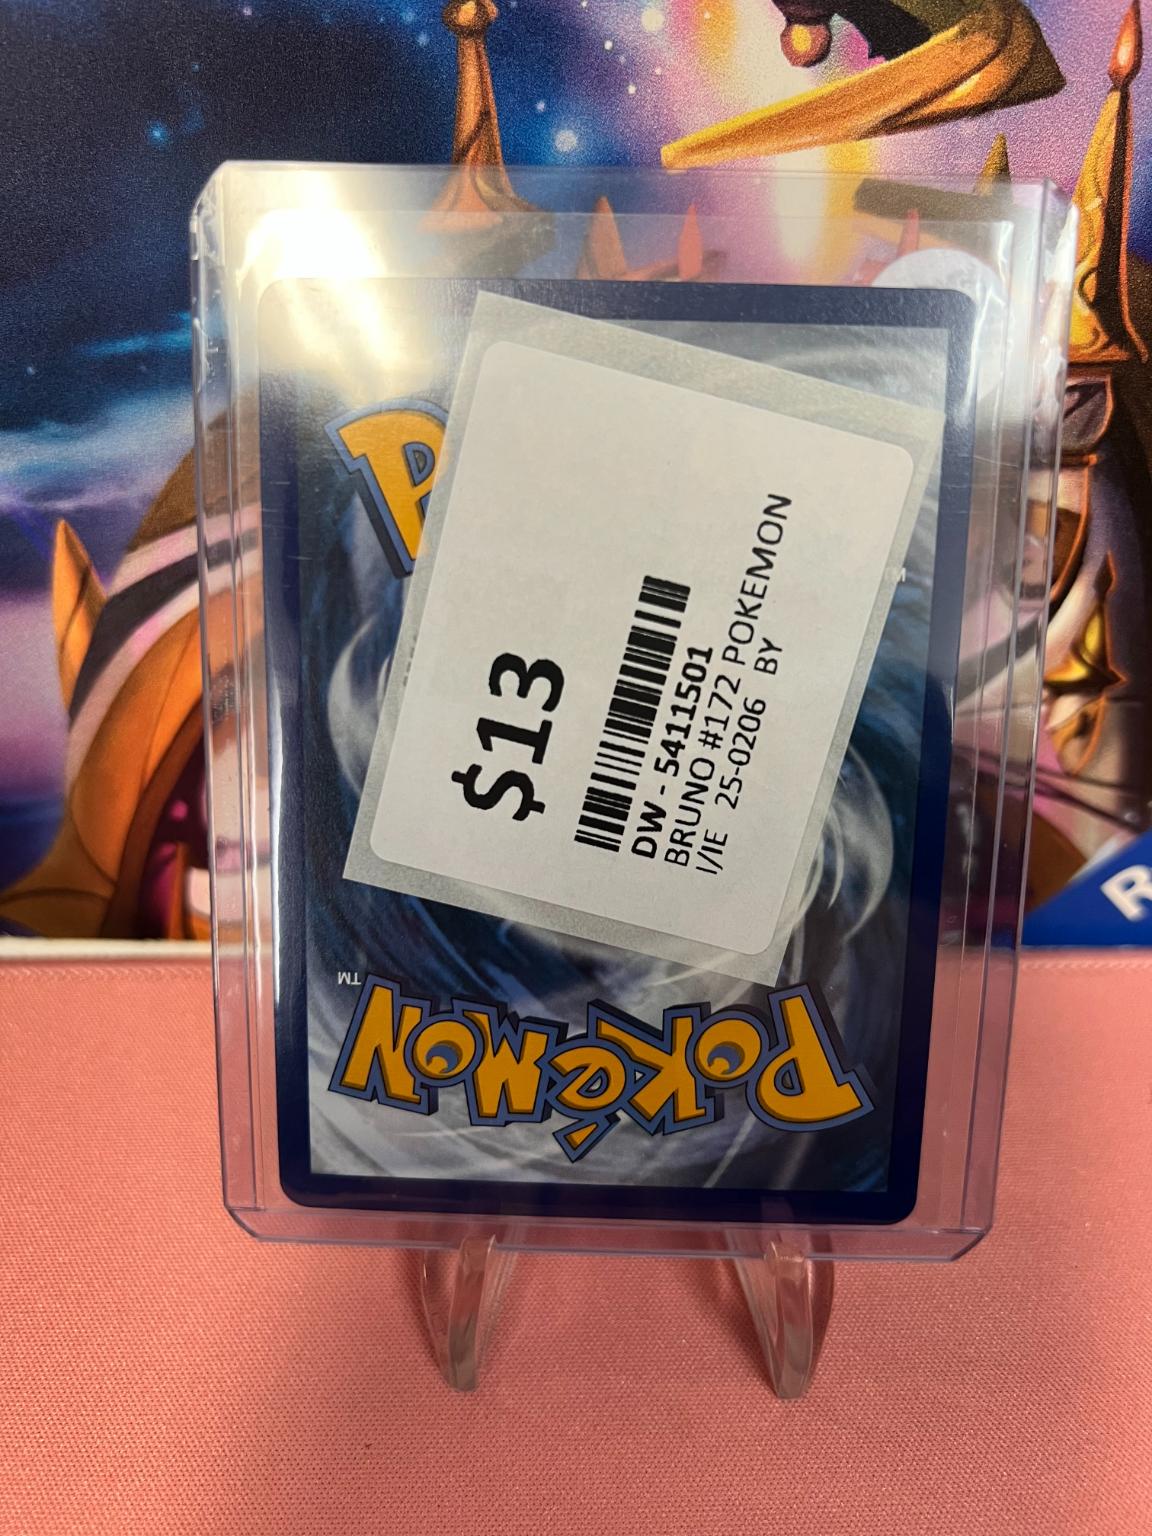 $13
DW - 5411501
BRUNO #172 POKEMON
I/IE 25-0206 BY
POKéMON
TM
P
R